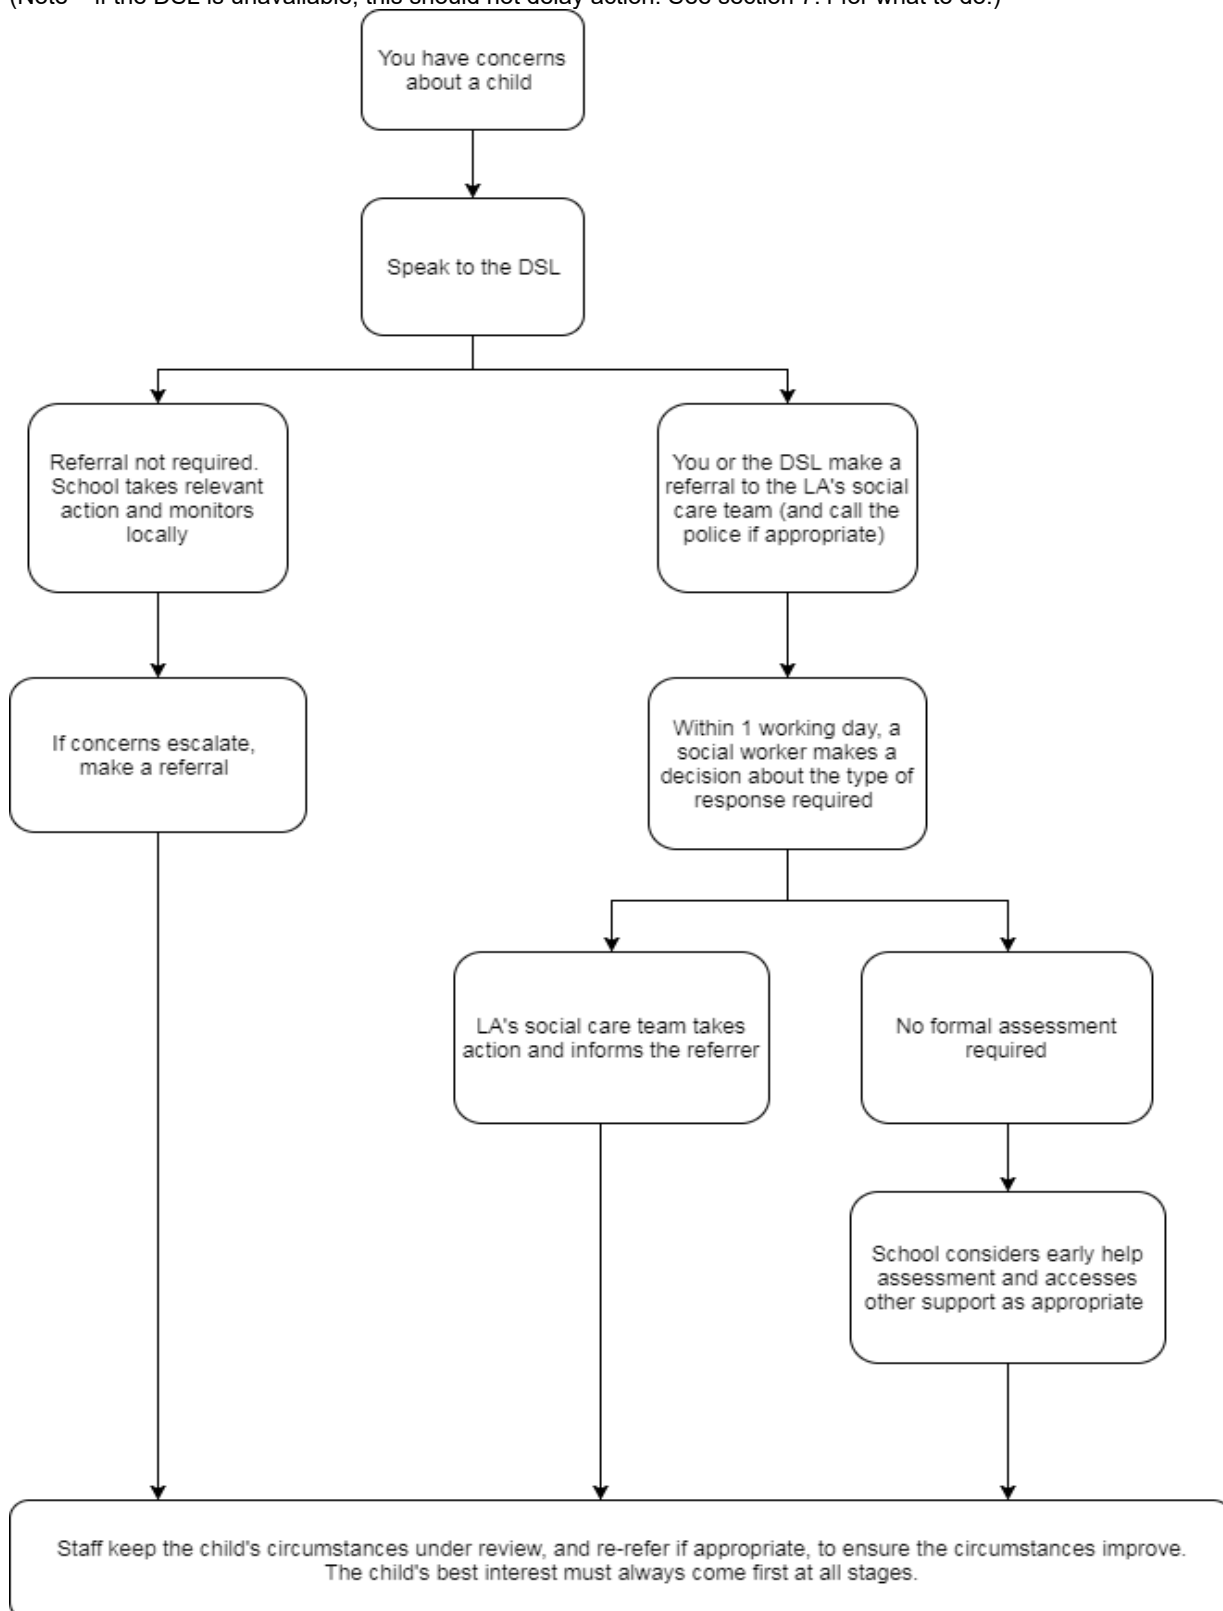 (Note – if the DSL is unavailable, this should not delay action. See section 7.4 for what to do.)
You have concerns
about a child
Speak to the DSL
Referral not required.
School takes relevant
action and monitors
locally
You or the DSL make a
referral to the LA's social
care team (and call the
police if appropriate)
If concerns escalate,
make a referral
Within 1 working day, a
social worker makes a
decision about the type of
response required
LA's social care team takes
action and informs the referrer
No formal assessment
required
School considers early help
assessment and accesses
other support as appropriate
Staff keep the child's circumstances under review, and re-refer if appropriate, to ensure the circumstances improve.
The child's best interest must always come first at all stages.